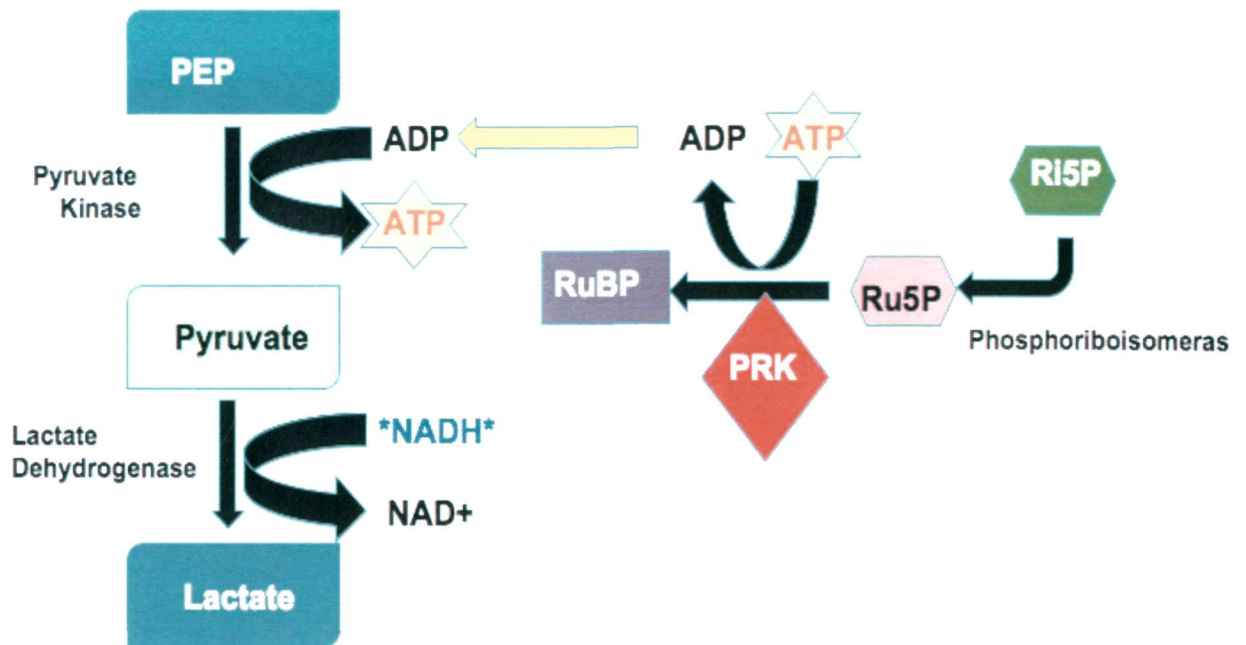 PEP
ADP
ADP
ATP
Ri5P
Pyruvate
Kinase
ATP
RuBP
Ru5P
Phosphoriboisomeras
Pyruvate
PRK
Lactate
Dehydrogenase
*NADH*
NAD+
Lactate